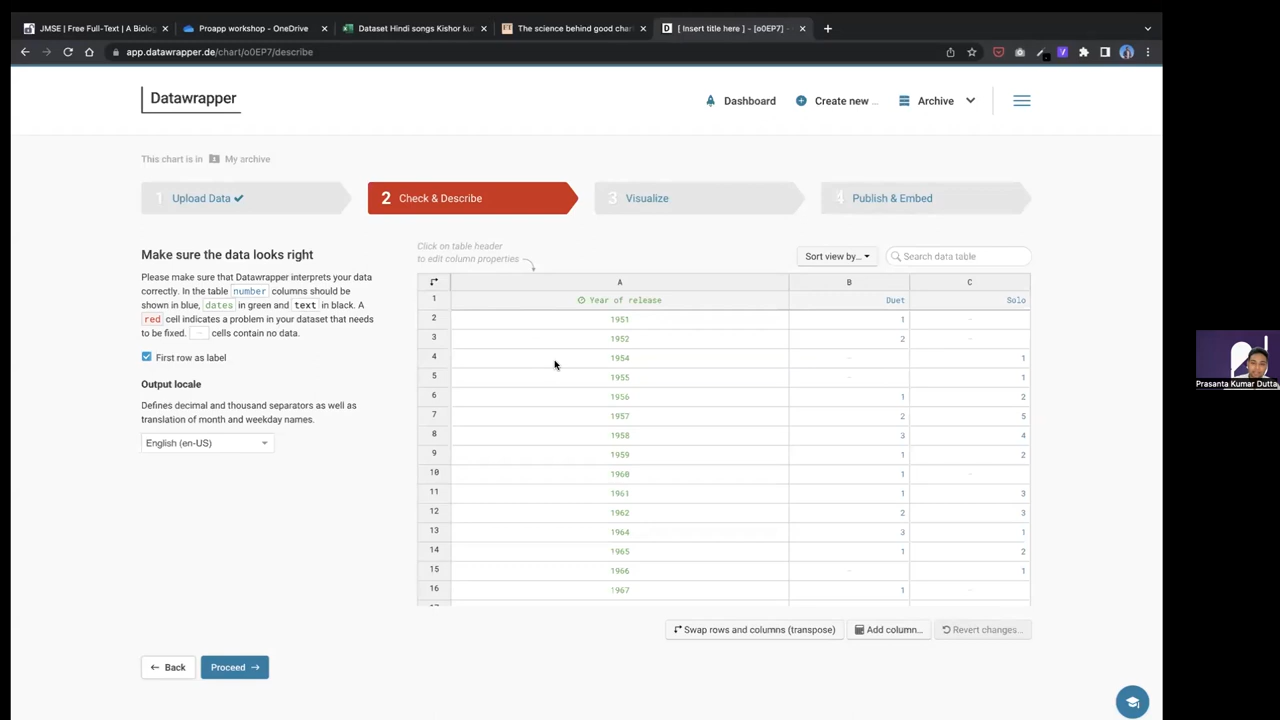 JMSE | Free Full-Text | A Biolog
Proapp workshop - OneDrive
Dataset Hindi songs Kishor kum
The science behind good char
[ Insert title here ] - [o0EP7] -
app.datawrapper.de/chart/o0EP7/describe
Datawrapper
Dashboard
Create new ...
Archive
This chart is in My archive
1 Upload Data
2 Check & Describe
3 Visualize
4 Publish & Embed
Make sure the data looks right
Please make sure that Datawrapper interprets your data
correctly. In the table number columns should be
shown in blue, dates in green and text in black. A
red cell indicates a problem in your dataset that needs
to be fixed. – cells contain no data.
First row as label
Output locale
Defines decimal and thousand separators as well as
translation of month and weekday names.
English (en-US)
Click on table header
to edit column properties
Sort view by...
Search data table
A B C
1 Year of release Duet Solo
2 1951 1 –
3 1952 2 –
4 1954 – 1
5 1955 – 1
6 1956 1 2
7 1957 2 5
8 1958 3 4
9 1959 1 2
10 1960 1 –
11 1961 1 3
12 1962 2 3
13 1964 3 1
14 1965 1 2
15 1966 – 1
16 1967 1 –
Swap rows and columns (transpose)
Add column...
Revert changes...
Back
Proceed
Prasanta Kumar Dutta